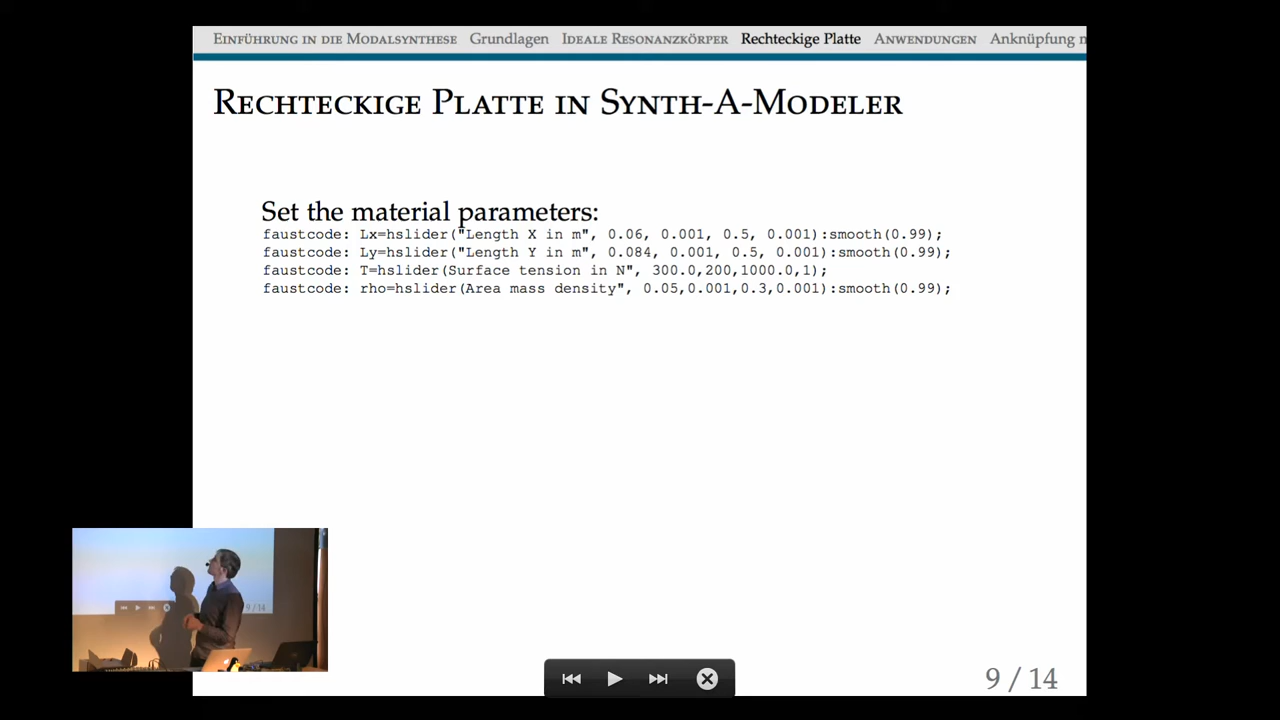 Einführung in die Modalsynthese Grundlagen Ideale Resonanzkörper Rechteckige Platte Anwendungen Anknüpfung
Rechteckige Platte in Synth-A-Modeler
Set the material parameters:
faustcode: Lx=hslider("Length X in m", 0.06, 0.001, 0.5, 0.001):smooth(0.99);
faustcode: Ly=hslider("Length Y in m", 0.084, 0.001, 0.5, 0.001):smooth(0.99);
faustcode: T=hslider(Surface tension in N", 300.0,200,1000.0,1);
faustcode: rho=hslider(Area mass density", 0.05,0.001,0.3,0.001):smooth(0.99);
9 / 14
9 / 14